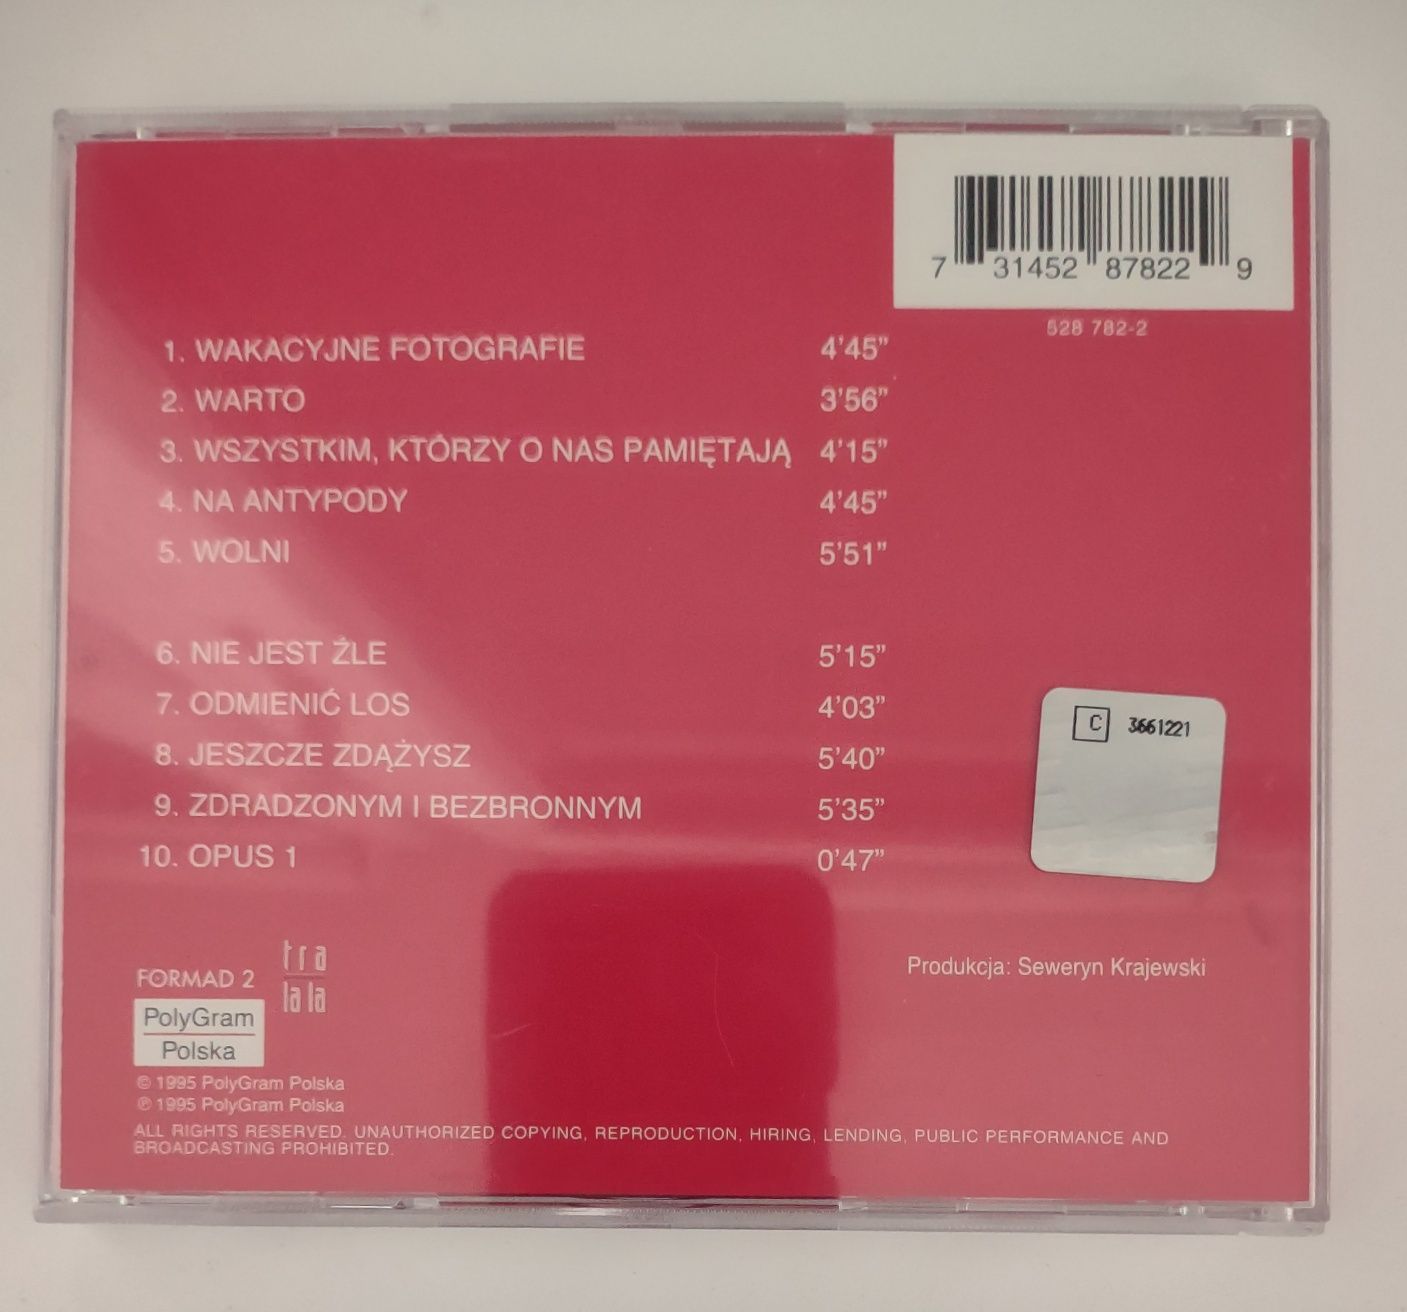 7 31452 87822 9
528 782-2
1. WAKACYJNE FOTOGRAFIE 4'45"
2. WARTO 3'56"
3. WSZYSTKIM, KTÓRZY O NAS PAMIĘTAJĄ 4'15"
4. NA ANTYPODY 4'45"
5. WOLNI 5'51"
6. NIE JEST ŹLE 5'15"
7. ODMIENIĆ LOS 4'03"
8. JESZCZE ZDĄŻYSZ 5'40"
9. ZDRADZONYM I BEZBRONNYM 5'35"
10. OPUS 1 0'47"
C 3661221
Produkcja: Seweryn Krajewski
FORMAD 2
tra
la la
PolyGram
Polska
© 1995 PolyGram Polska
℗ 1995 PolyGram Polska
ALL RIGHTS RESERVED. UNAUTHORIZED COPYING, REPRODUCTION, HIRING, LENDING, PUBLIC PERFORMANCE AND
BROADCASTING PROHIBITED.